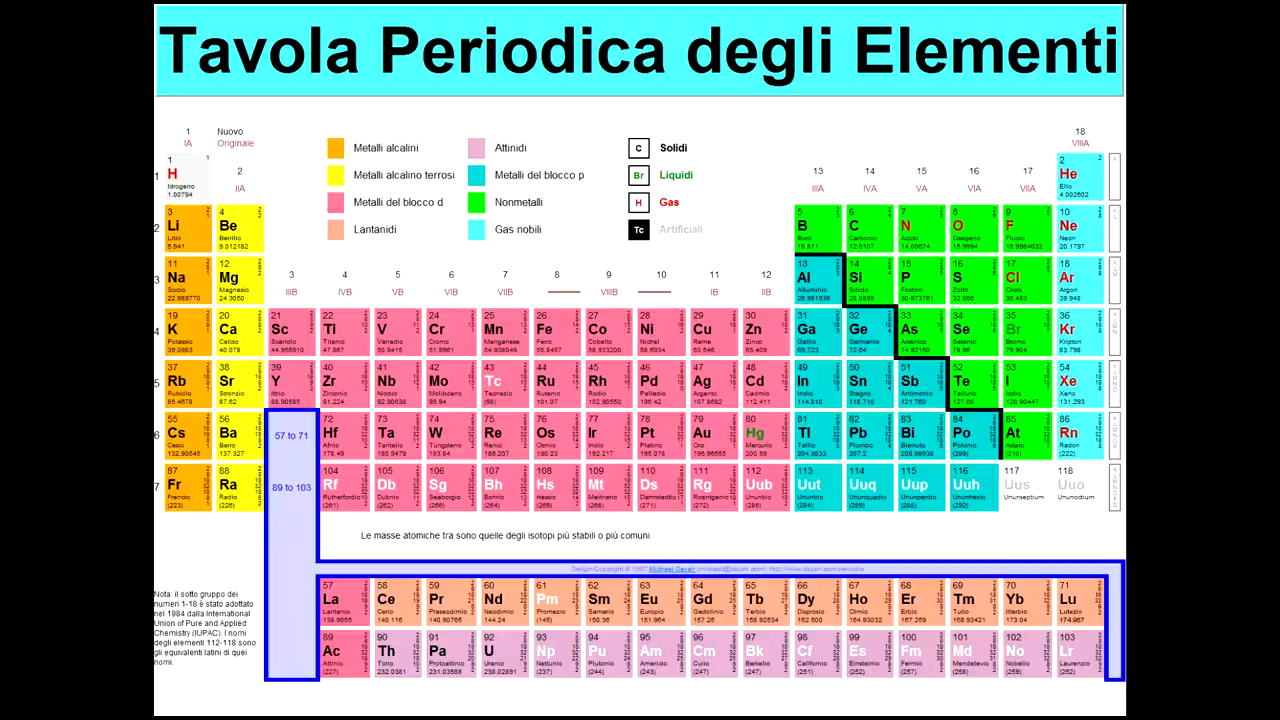 Tavola Periodica degli Elementi
1 Nuovo
IA Originale
18
VIIIA
Metalli alcalini Attinidi C Solidi
Metalli alcalino terrosi Metalli del blocco p Br Liquidi
Metalli del blocco d Nonmetalli H Gas
Lantanidi Gas nobili Tc Artificiali
2
IIA
13 14 15 16 17
IIIA IVA VA VIA VIIA
3 4 5 6 7 8 9 10 11 12
IIIB IVB VB VIB VIIB VIIIB IB IIB
1
1 2
H He
Idrogeno Elio
1.00794 4.002602
2
3 4 5 6 7 8 9 10
Li Be B C N O F Ne
Litio Berillio Boro Carbonio Azoto Ossigeno Fluoro Neon
6.941 9.012182 10.811 12.0107 14.00674 15.9994 18.9984032 20.1797
3
11 12 13 14 15 16 17 18
Na Mg Al Si P S Cl Ar
Sodio Magnesio Alluminio Silicio Fosforo Zolfo Cloro Argon
22.989770 24.3050 26.981538 28.0855 30.973761 32.066 35.453 39.948
4
19 20 21 22 23 24 25 26 27 28 29 30 31 32 33 34 35 36
K Ca Sc Ti V Cr Mn Fe Co Ni Cu Zn Ga Ge As Se Br Kr
Potassio Calcio Scandio Titanio Vanadio Cromo Manganese Ferro Cobalto Nichel Rame Zinco Gallio Germanio Arsenico Selenio Bromo Kripton
39.0983 40.078 44.955910 47.867 50.9415 51.9961 54.938049 55.8457 58.933200 58.6934 63.546 65.409 69.723 72.64 74.92160 78.96 79.904 83.798
5
37 38 39 40 41 42 43 44 45 46 47 48 49 50 51 52 53 54
Rb Sr Y Zr Nb Mo Tc Ru Rh Pd Ag Cd In Sn Sb Te I Xe
Rubidio Stronzio Ittrio Zirconio Niobio Molibdeno Tecnezio Rutenio Rodio Palladio Argento Cadmio Indio Stagno Antimonio Tellurio Iodio Xeno
85.4678 87.62 88.90585 91.224 92.90638 95.94 (98) 101.07 102.90550 106.42 107.8682 112.411 114.818 118.710 121.760 127.60 126.90447 131.293
6
55 56 57 to 71 72 73 74 75 76 77 78 79 80 81 82 83 84 85 86
Cs Ba Hf Ta W Re Os Ir Pt Au Hg Tl Pb Bi Po At Rn
Cesio Bario Hafnio Tantalio Tungsteno Renio Osmio Iridio Platino Oro Mercurio Tallio Piombo Bismuto Polonio Astato Radon
132.90545 137.327 178.49 180.9479 183.84 186.207 190.23 192.217 195.078 196.96655 200.59 204.3833 207.2 208.98038 (209) (210) (222)
7
87 88 89 to 103 104 105 106 107 108 109 110 111 112 113 114 115 116 117 118
Fr Ra Rf Db Sg Bh Hs Mt Ds Rg Uub Uut Uuq Uup Uuh Uus Uuo
Francio Radio Rutherfordio Dubnio Seaborgio Bohrio Hassio Meitnerio Darmstadtio Roentgenio Ununbio Ununtrio Ununquadio Ununpentio Ununhexio Ununseptium Ununoctium
(223) (226) (261) (262) (266) (264) (269) (268) (271) (272) (285) (284) (289) (288) (292)
Le masse atomiche tra sono quelle degli isotopi più stabili o più comuni.
Design Copyright © 1997 Michael Dayah (michael@dayah.com). http://www.dayah.com/periodic
57 58 59 60 61 62 63 64 65 66 67 68 69 70 71
La Ce Pr Nd Pm Sm Eu Gd Tb Dy Ho Er Tm Yb Lu
Lantanio Cerio Praseodimio Neodimio Promezio Samario Europio Gadolinio Terbio Disprosio Olmio Erbio Tulio Itterbio Lutezio
138.9055 140.116 140.90765 144.24 (145) 150.36 151.964 157.25 158.92534 162.500 164.93032 167.259 168.93421 173.04 174.967
89 90 91 92 93 94 95 96 97 98 99 100 101 102 103
Ac Th Pa U Np Pu Am Cm Bk Cf Es Fm Md No Lr
Attinio Torio Protoattinio Uranio Nettunio Plutonio Americio Curio Berkelio Californio Einstenio Fermio Mendelevio Nobelio Laurenzio
(227) 232.0381 231.03588 238.02891 (237) (244) (243) (247) (247) (251) (252) (257) (258) (259) (262)
Nota: il sotto gruppo dei
numeri 1-18 è stato adottato
nel 1984 dalla International
Union of Pure and Applied
Chemistry (IUPAC). I nomi
degli elementi 112-118 sono
gli equivalenti latini di quei
nomi.